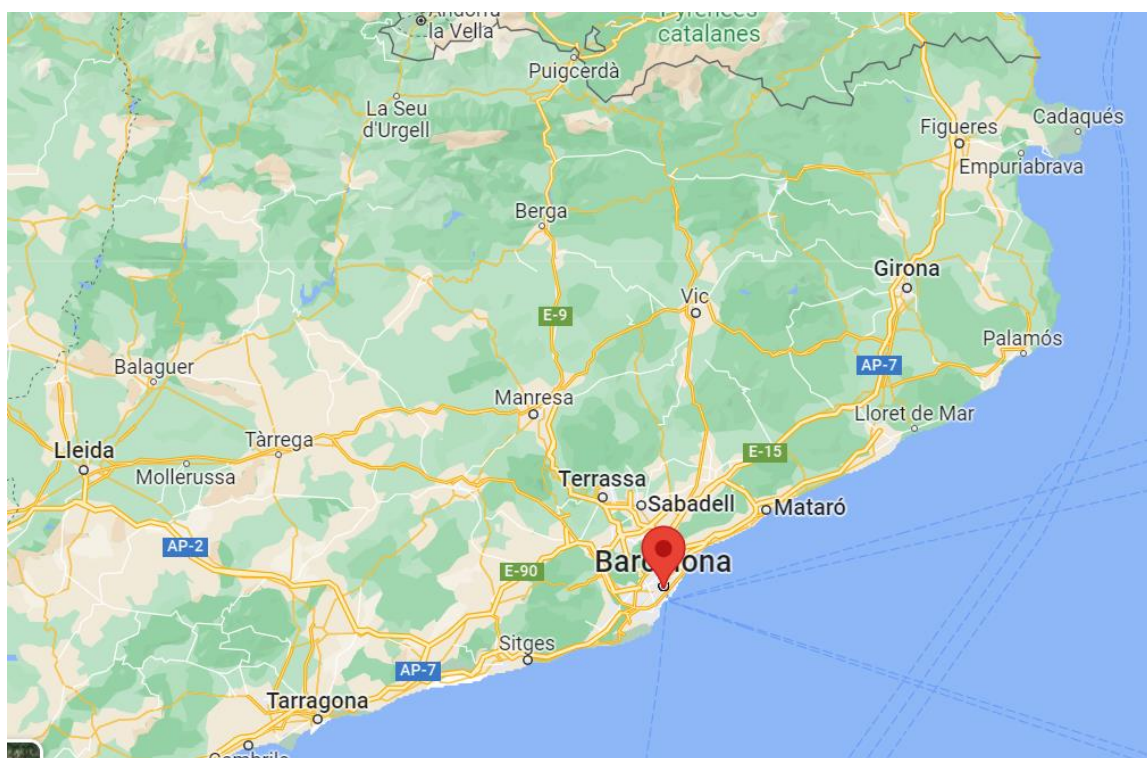 Andorra
la Vella
Pyrénées
catalanes
Puigcerdà
La Seu
d'Urgell
Cadaqués
Figueres
Empuriabrava
Berga
Girona
Vic
E-9
Palamós
Balaguer
AP-7
Manresa
Lloret de Mar
Tàrrega
Lleida
E-15
Mollerussa
Terrassa
Sabadell
Mataró
AP-2
Barcelona
E-90
Sitges
AP-7
Tarragona
Cambrils